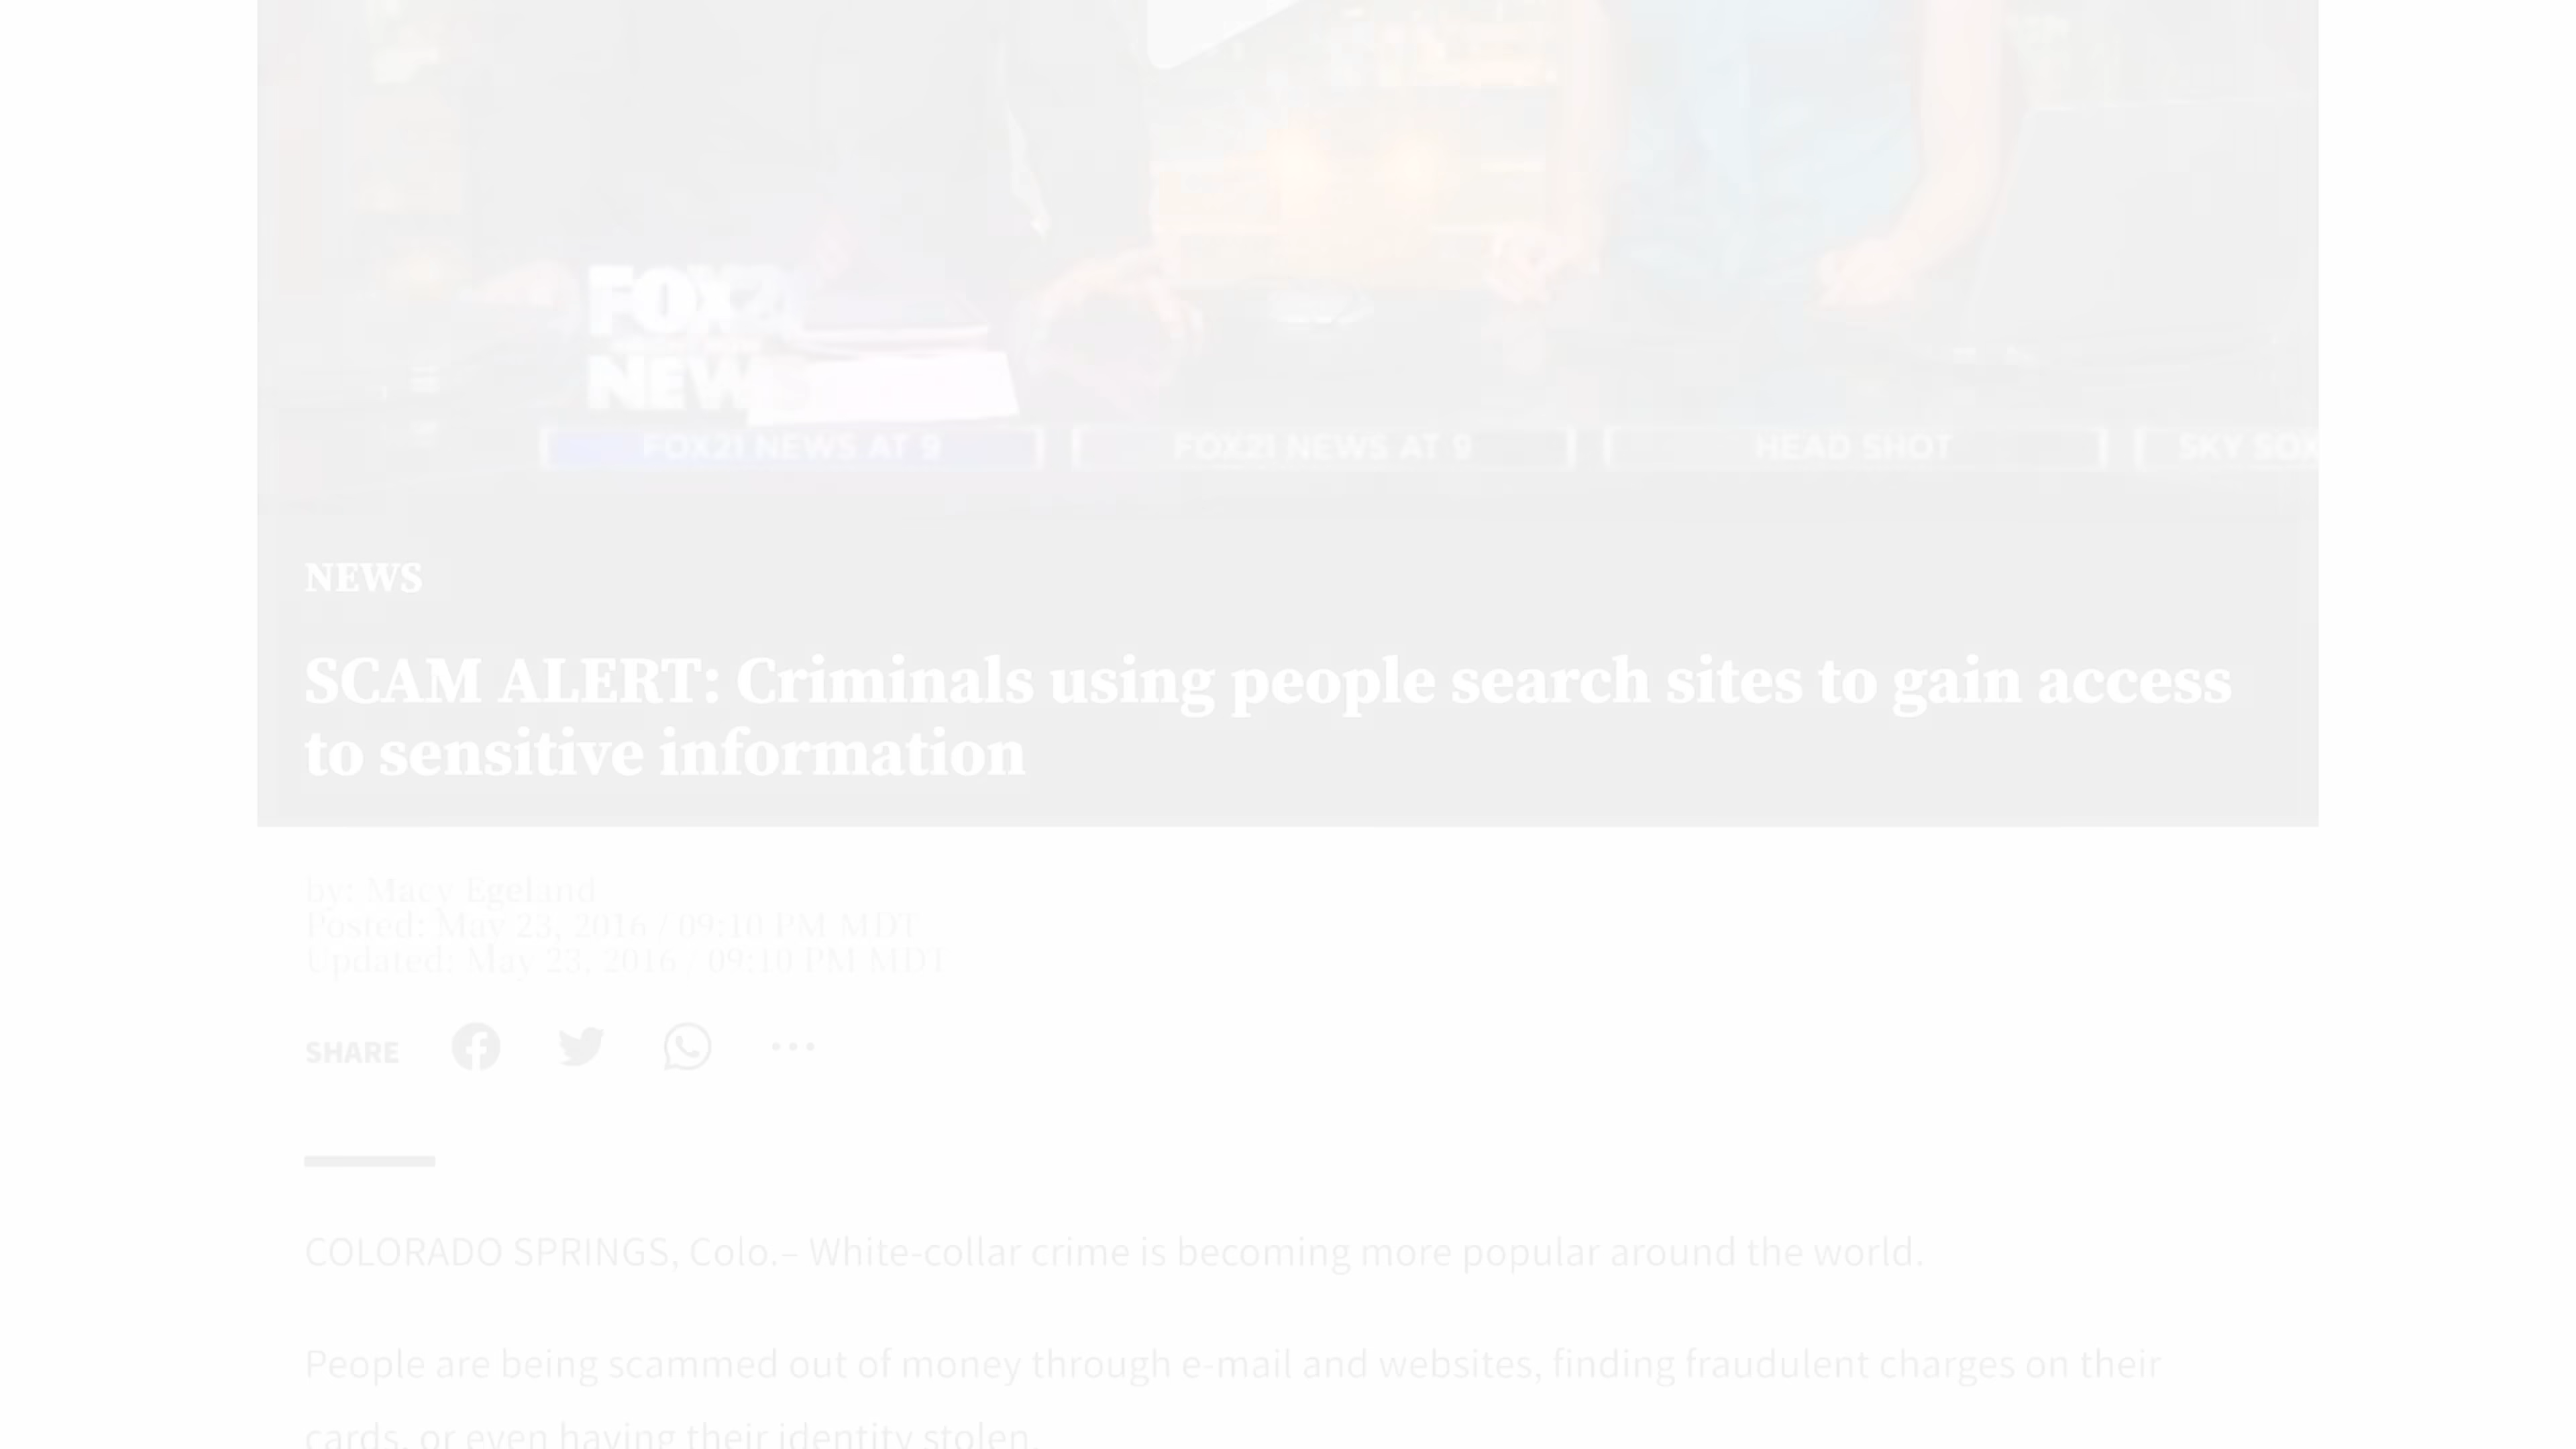 FOX21
NEWS
FOX21 NEWS AT 9
FOX21 NEWS AT 9
HEAD SHOT
SKY SOX
NEWS
SCAM ALERT: Criminals using people search sites to gain access
to sensitive information
by: Macy Egeland
Posted: May 23, 2016 / 09:10 PM MDT
Updated: May 23, 2016 / 09:10 PM MDT
SHARE
COLORADO SPRINGS, Colo.– White-collar crime is becoming more popular around the world.
People are being scammed out of money through e-mail and websites, finding fraudulent charges on their
cards, or even having their identity stolen.